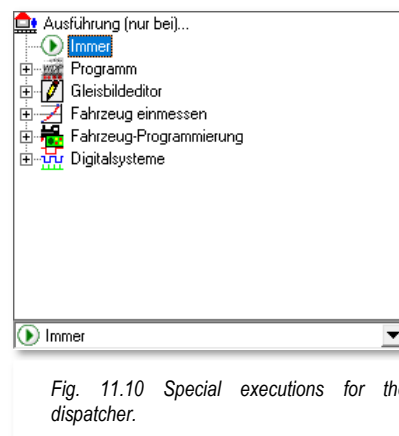 Ausführung (nur bei)...
Immer
WDP Programm
Gleisbildeditor
Fahrzeug einmessen
Fahrzeug-Programmierung
Digitalsysteme
Immer
Fig. 11.10 Special executions for the
dispatcher.